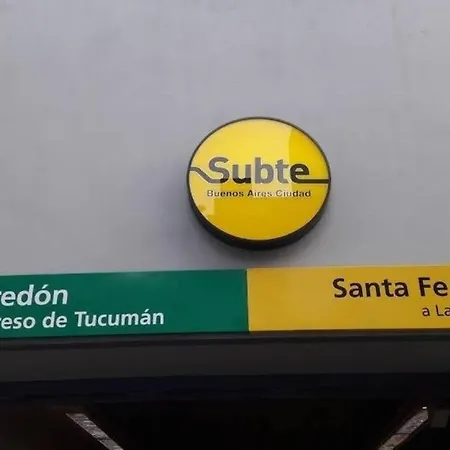 Subte
Buenos Aires Ciudad
redón
reso de Tucumán
Santa Fe
a La